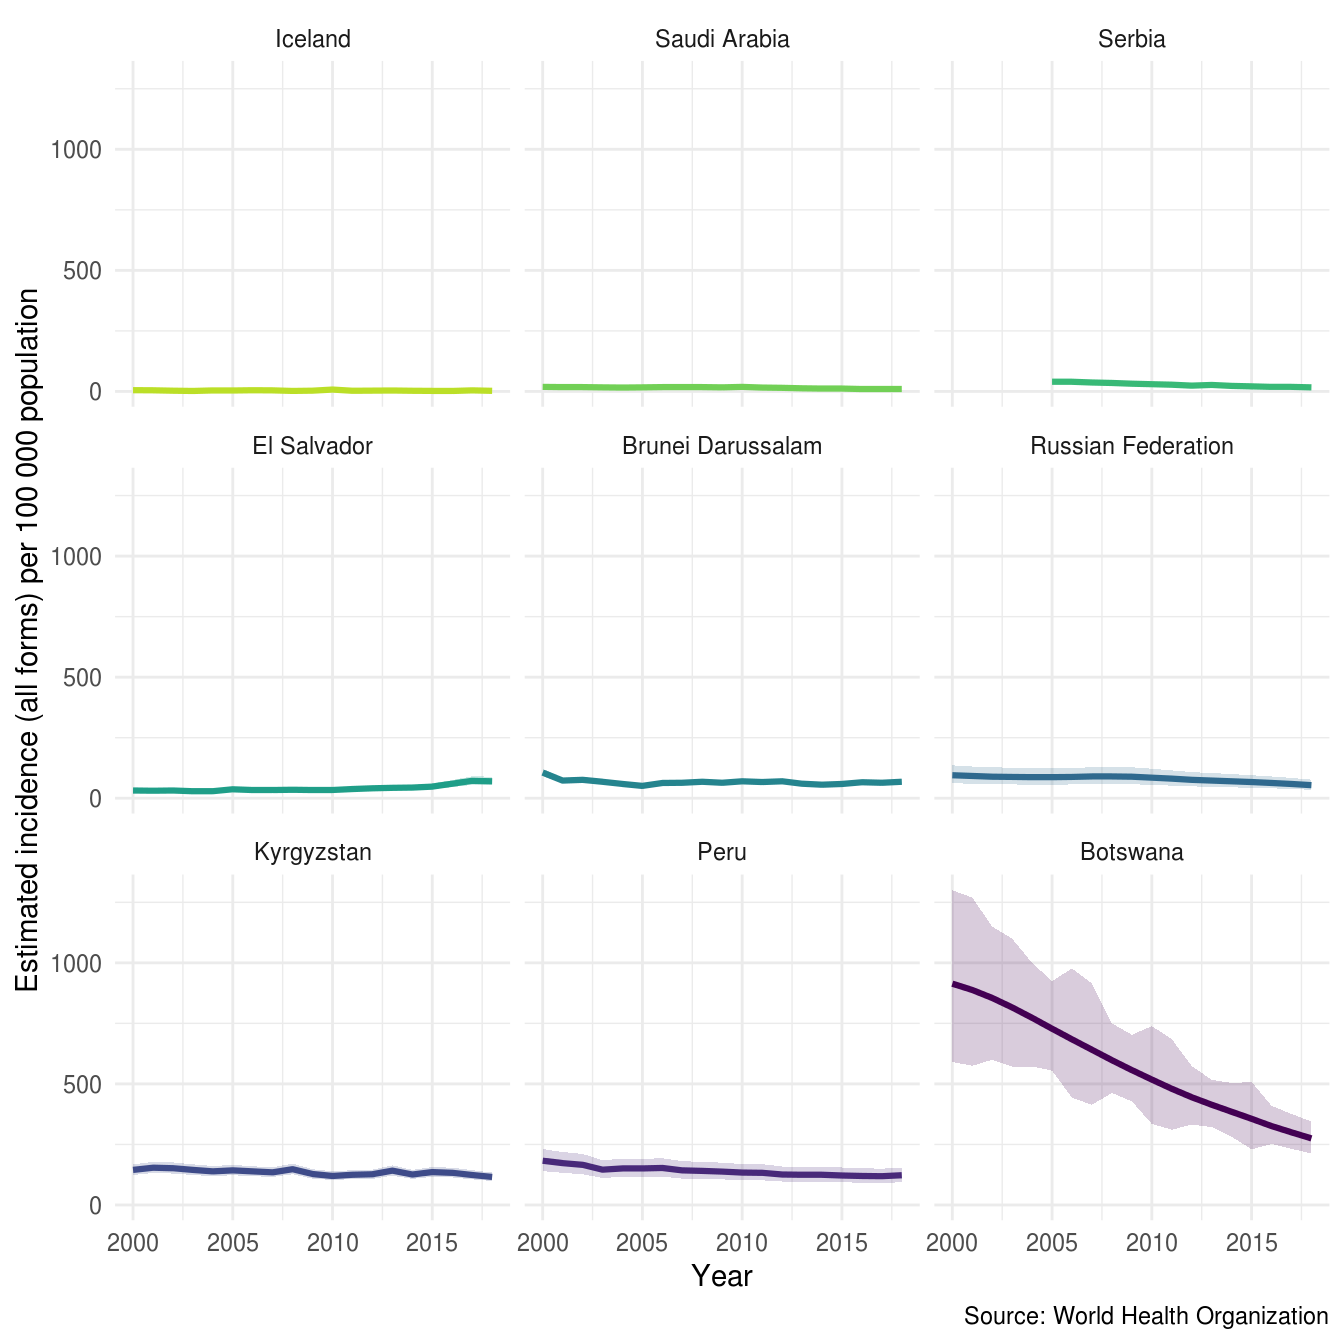 Iceland
Saudi Arabia
Serbia
1000
500
0
El Salvador
Brunei Darussalam
Russian Federation
1000
500
0
Kyrgyzstan
Peru
Botswana
1000
500
0
Estimated incidence (all forms) per 100 000 population
2000 2005 2010 2015
2000 2005 2010 2015
2000 2005 2010 2015
Year
Source: World Health Organization